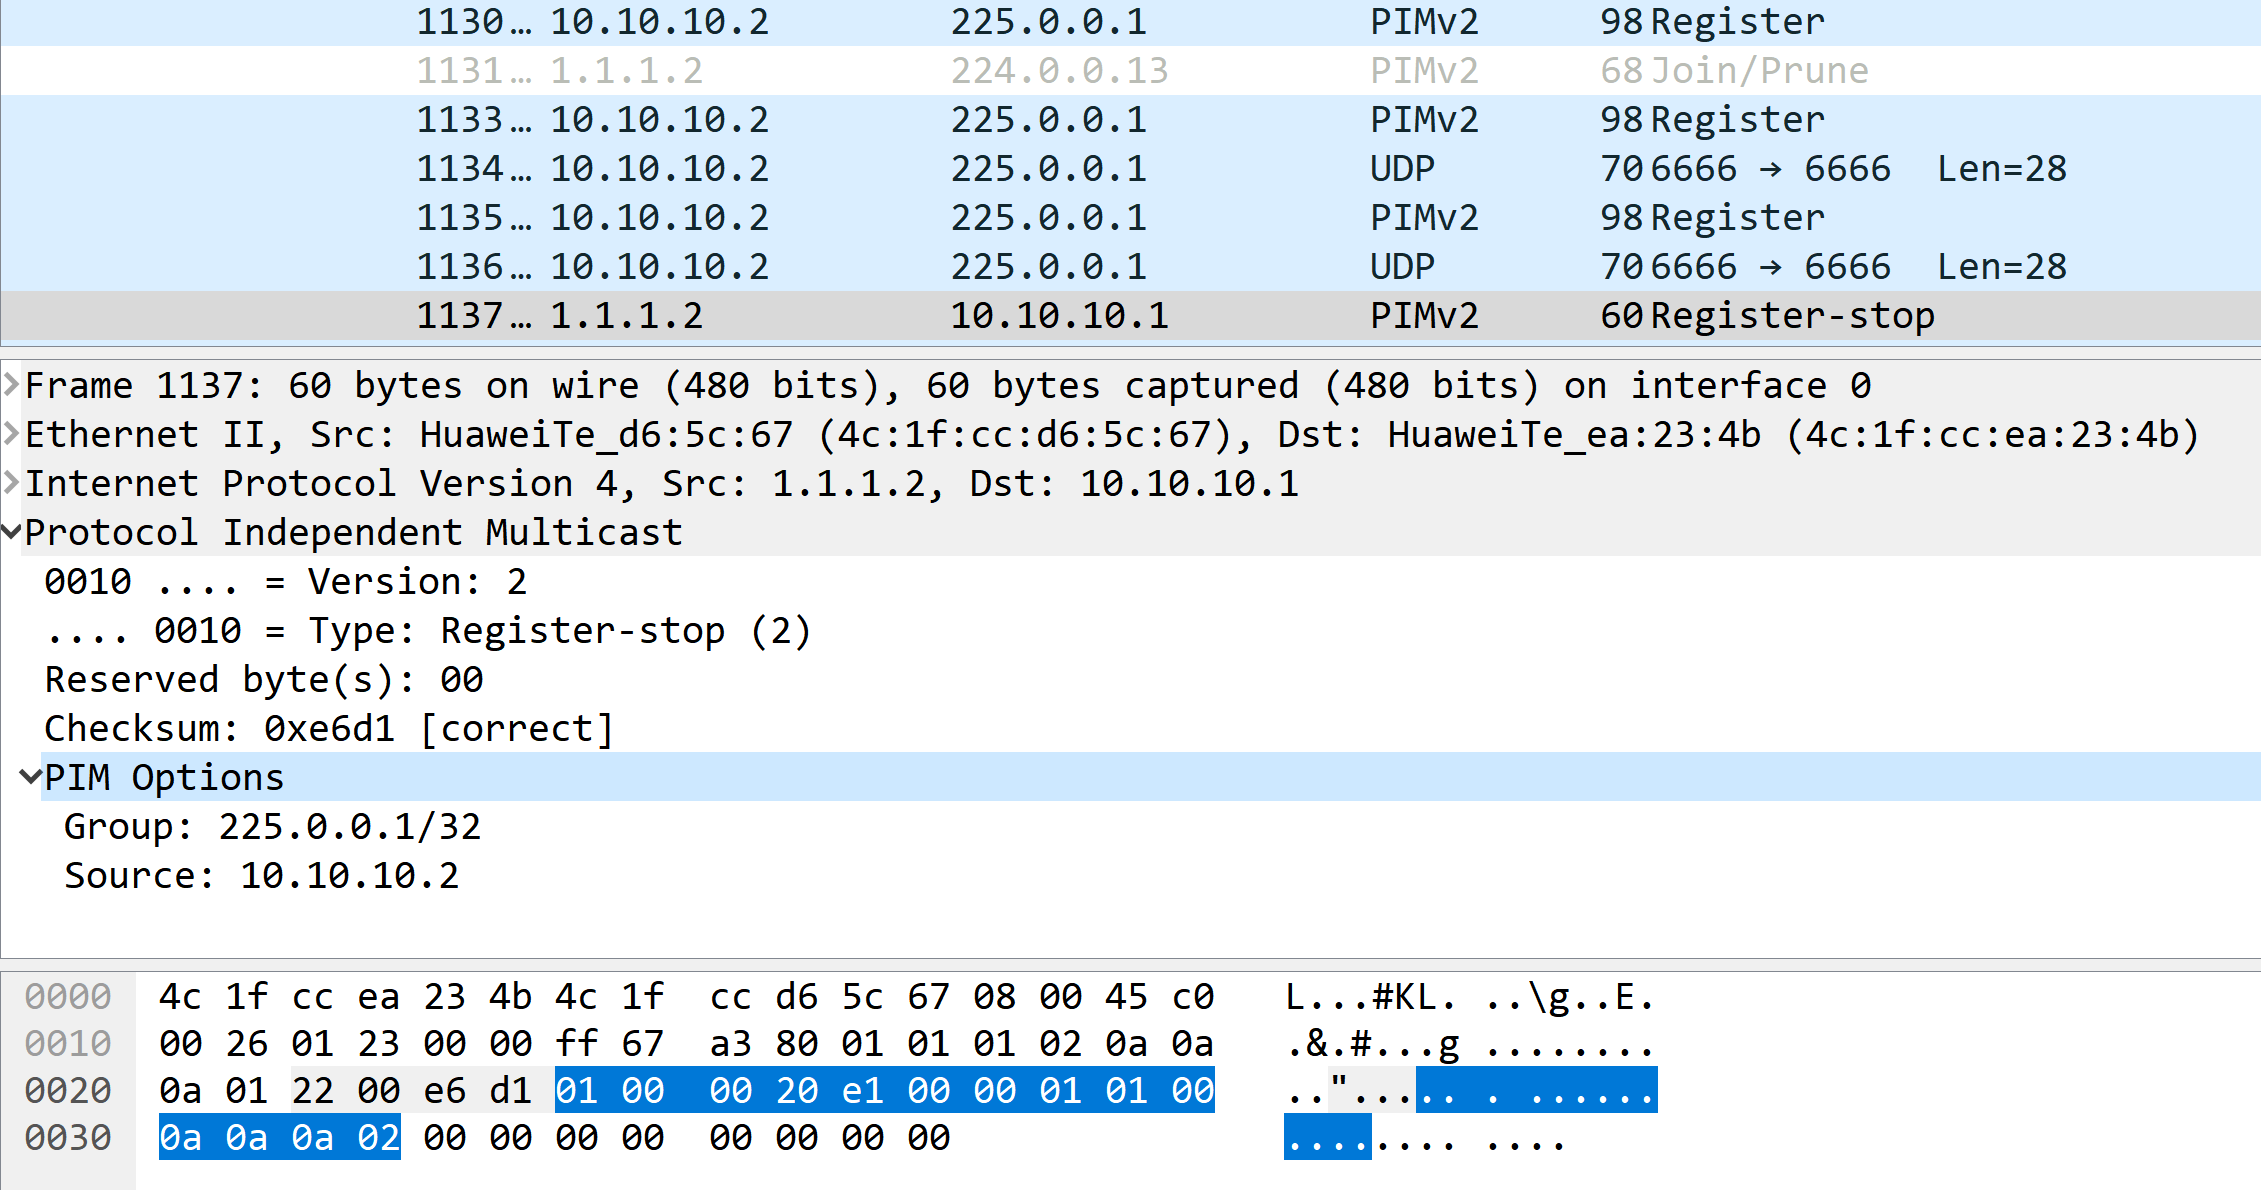 1130… 10.10.10.2 225.0.0.1 PIMv2 98 Register
1131… 1.1.1.2 224.0.0.13 PIMv2 68 Join/Prune
1133… 10.10.10.2 225.0.0.1 PIMv2 98 Register
1134… 10.10.10.2 225.0.0.1 UDP 70 6666 → 6666 Len=28
1135… 10.10.10.2 225.0.0.1 PIMv2 98 Register
1136… 10.10.10.2 225.0.0.1 UDP 70 6666 → 6666 Len=28
1137… 1.1.1.2 10.10.10.1 PIMv2 60 Register-stop
Frame 1137: 60 bytes on wire (480 bits), 60 bytes captured (480 bits) on interface 0
Ethernet II, Src: HuaweiTe_d6:5c:67 (4c:1f:cc:d6:5c:67), Dst: HuaweiTe_ea:23:4b (4c:1f:cc:ea:23:4b)
Internet Protocol Version 4, Src: 1.1.1.2, Dst: 10.10.10.1
Protocol Independent Multicast
0010 .... = Version: 2
.... 0010 = Type: Register-stop (2)
Reserved byte(s): 00
Checksum: 0xe6d1 [correct]
PIM Options
Group: 225.0.0.1/32
Source: 10.10.10.2
0000 4c 1f cc ea 23 4b 4c 1f cc d6 5c 67 08 00 45 c0 L...#KL. ..\g..E.
0010 00 26 01 23 00 00 ff 67 a3 80 01 01 01 02 0a 0a .&.#...g ........
0020 0a 01 22 00 e6 d1 01 00 00 20 e1 00 00 01 01 00 .."..... . ......
0030 0a 0a 0a 02 00 00 00 00 00 00 00 00 ........ ....